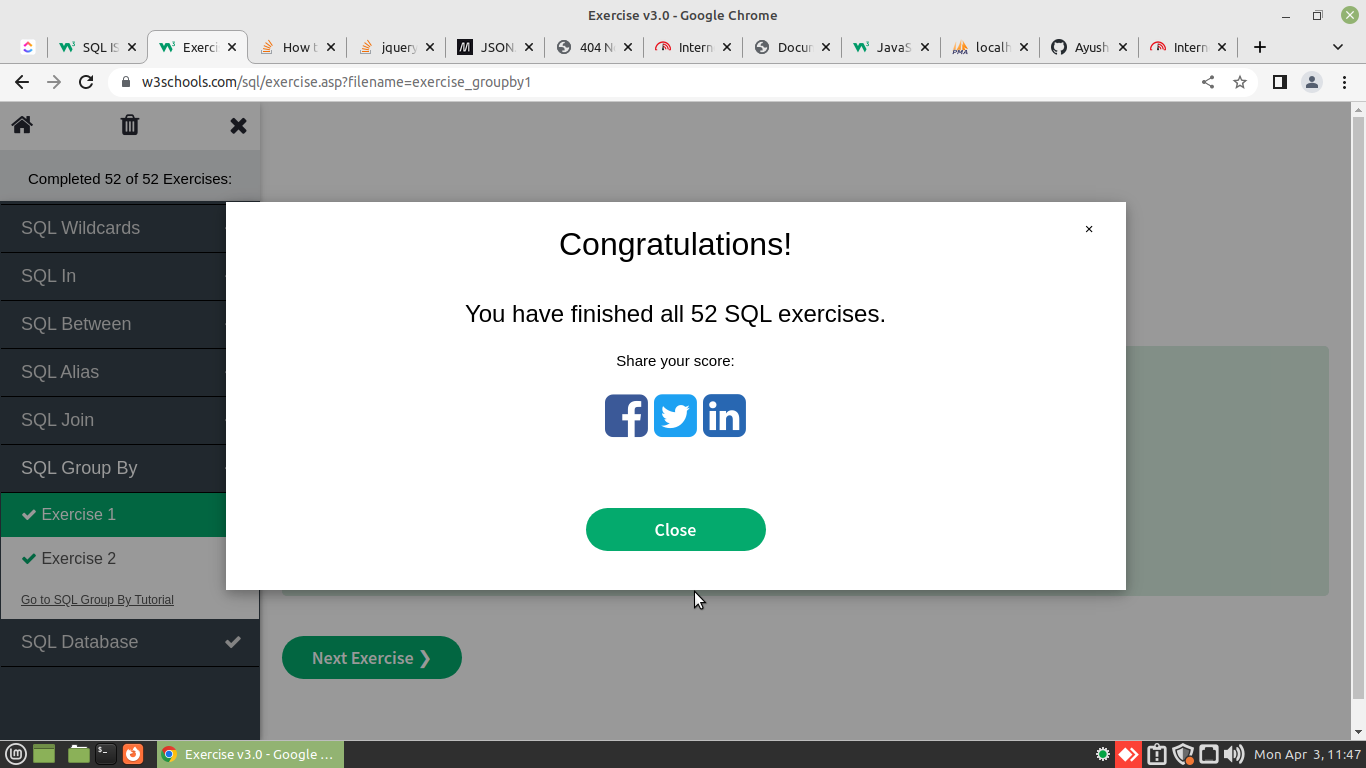 Exercise v3.0 - Google Chrome
SQL IS
Exerci
How t
jquery
JSON.
404 N
Intern
Docur
JavaS
localh
Ayush
Intern
w3schools.com/sql/exercise.asp?filename=exercise_groupby1
Completed 52 of 52 Exercises:
SQL Wildcards
SQL In
SQL Between
SQL Alias
SQL Join
SQL Group By
Exercise 1
Exercise 2
Go to SQL Group By Tutorial
SQL Database
×
Congratulations!
You have finished all 52 SQL exercises.
Share your score:
Close
Next Exercise ❯
Exercise v3.0 - Google ...
Mon Apr 3, 11:47